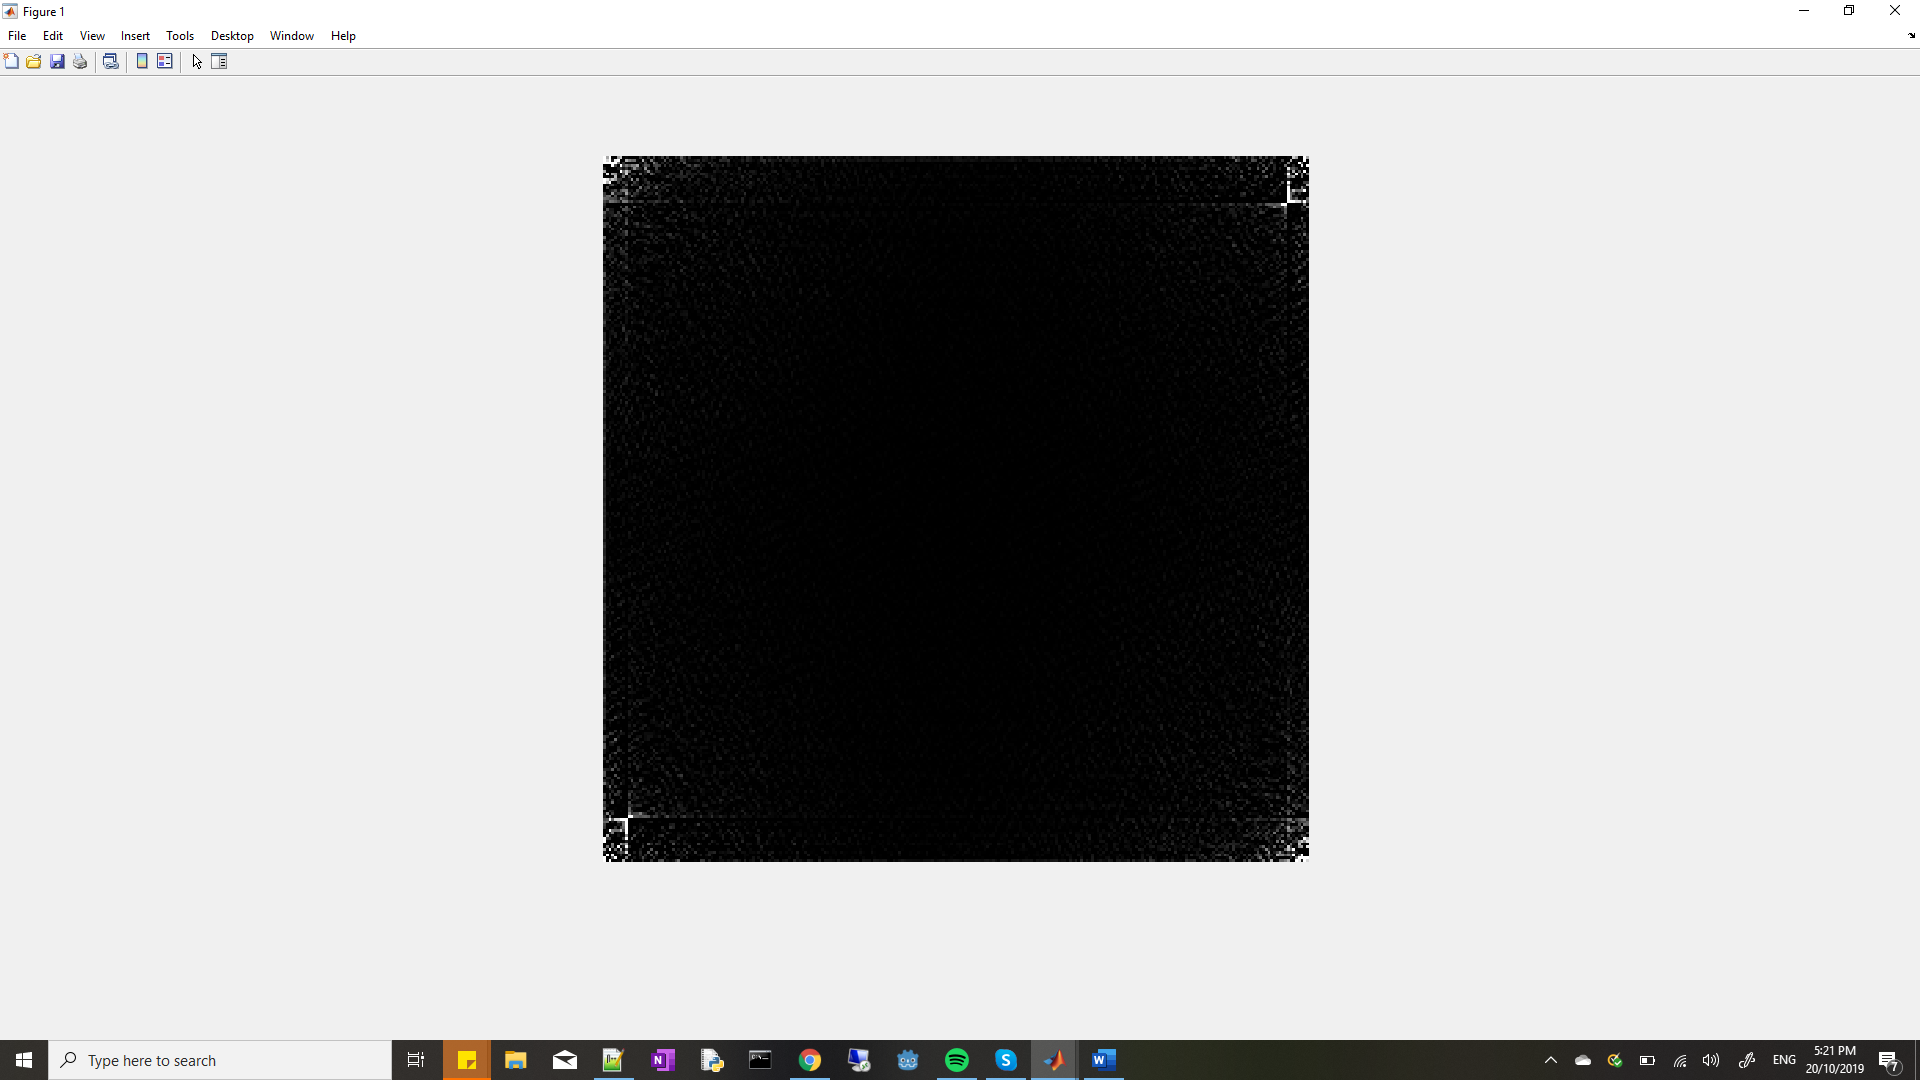 Figure 1
File Edit View Insert Tools Desktop Window Help
Type here to search
N
S
W
ENG
5:21 PM
20/10/2019
7